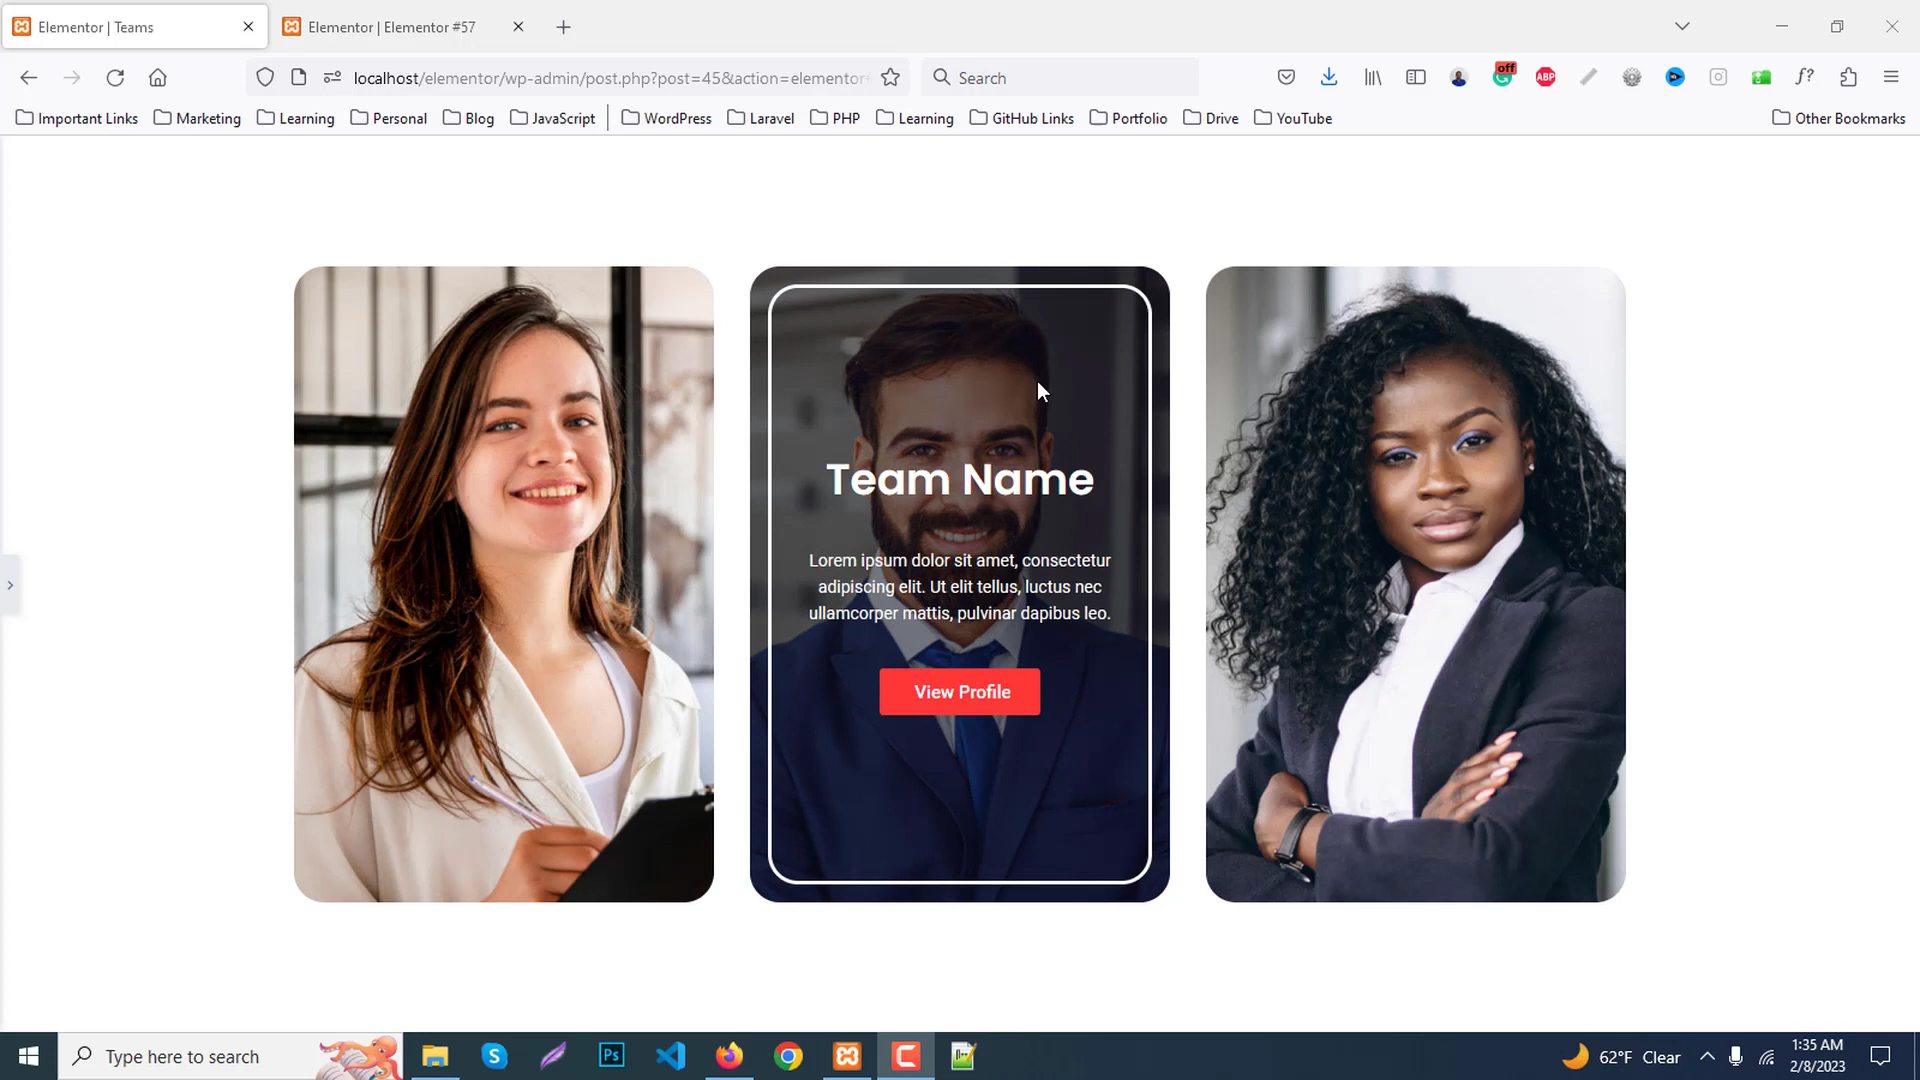 Elementor | Teams
Elementor | Elementor #57
localhost/elementor/wp-admin/post.php?post=45&action=elementor
Search
off
ABP
f?
Important Links
Marketing
Learning
Personal
Blog
JavaScript
WordPress
Laravel
PHP
Learning
GitHub Links
Portfolio
Drive
YouTube
Other Bookmarks
Team Name
Lorem ipsum dolor sit amet, consectetur
adipiscing elit. Ut elit tellus, luctus nec
ullamcorper mattis, pulvinar dapibus leo.
View Profile
Type here to search
S
Ps
62°F Clear
1:35 AM
2/8/2023